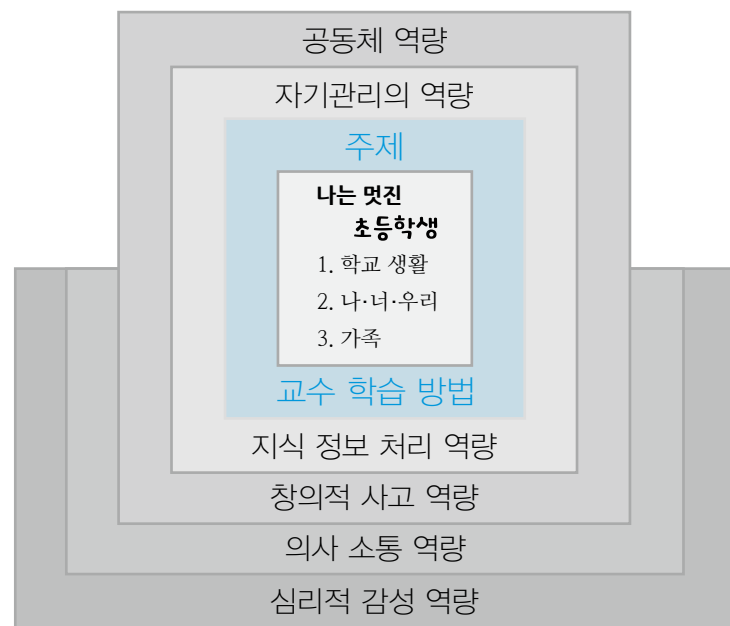 공동체 역량
자기관리의 역량
주제
나는 멋진
초등학생
1. 학교 생활
2. 나·너·우리
3. 가족
교수 학습 방법
지식 정보 처리 역량
창의적 사고 역량
의사 소통 역량
심리적 감성 역량